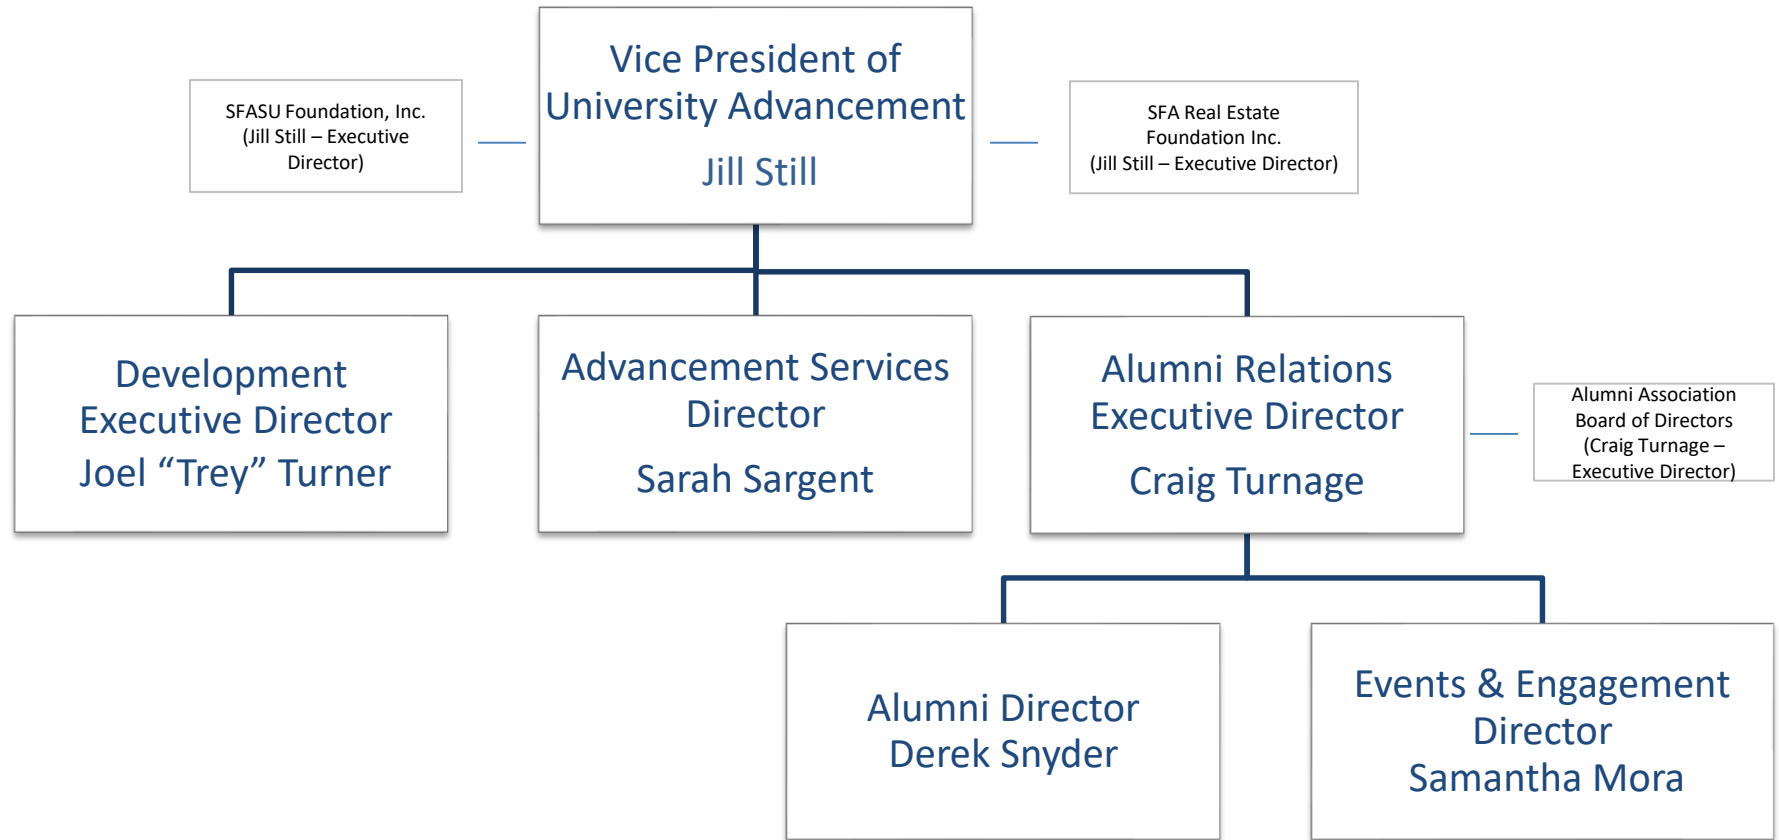 Vice President of
University Advancement
Jill Still
SFASU Foundation, Inc.
(Jill Still – Executive
Director)
SFA Real Estate
Foundation Inc.
(Jill Still – Executive Director)
Development
Executive Director
Joel “Trey” Turner
Advancement Services
Director
Sarah Sargent
Alumni Relations
Executive Director
Craig Turnage
Alumni Association
Board of Directors
(Craig Turnage –
Executive Director)
Alumni Director
Derek Snyder
Events & Engagement
Director
Samantha Mora